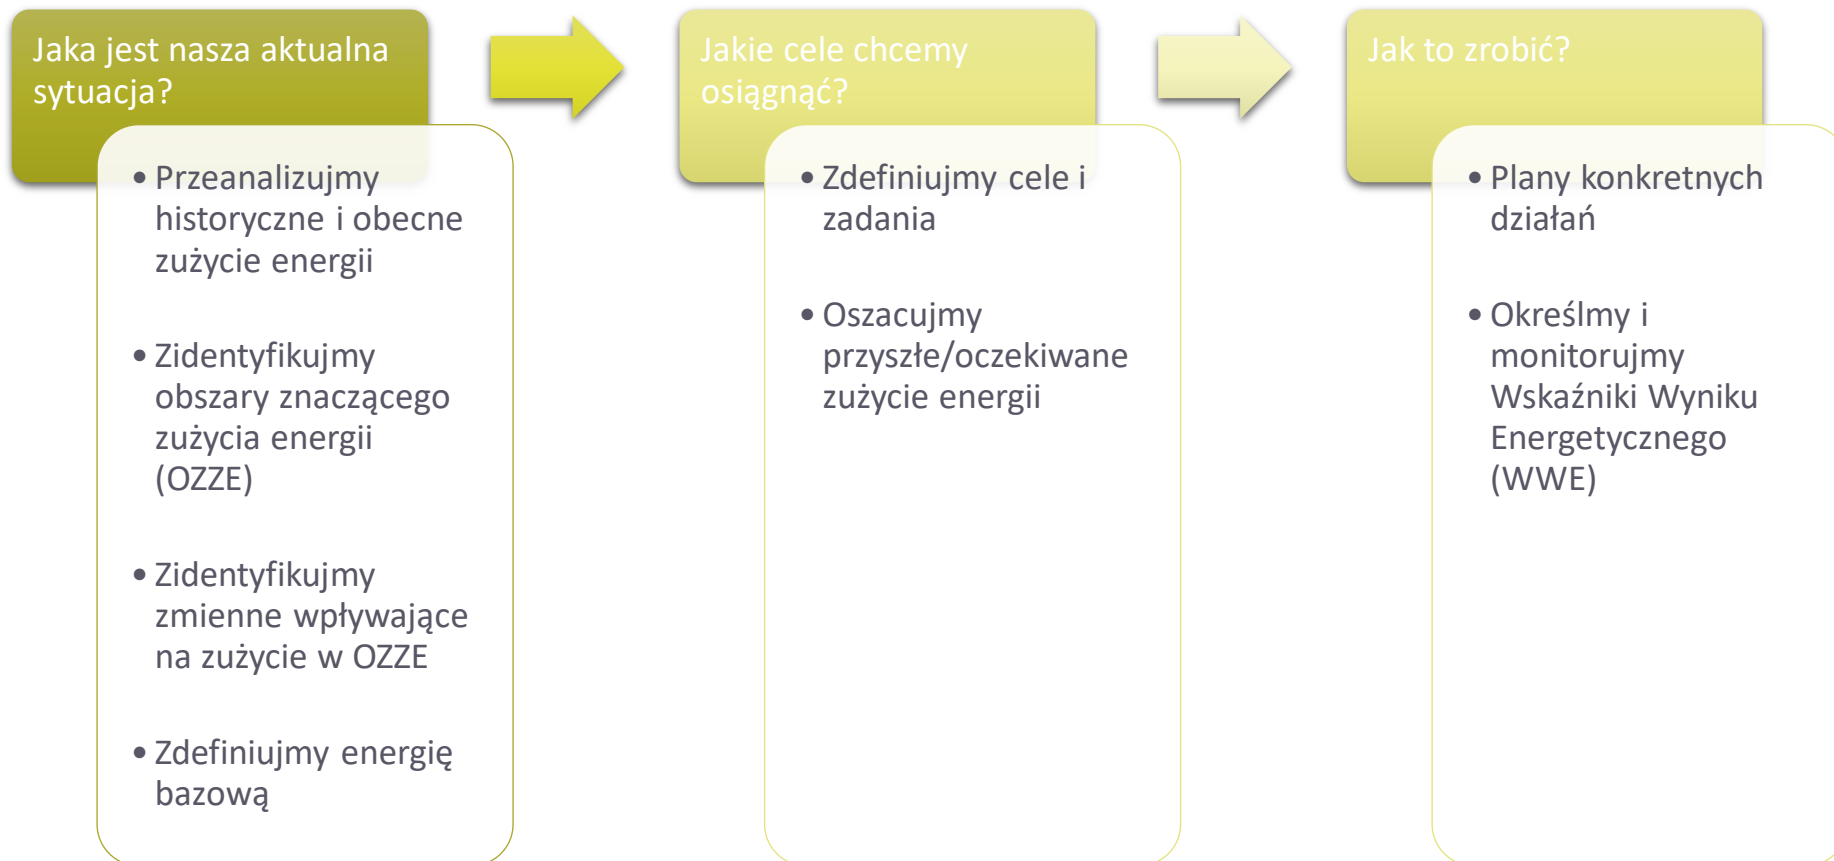 Jaka jest nasza aktualna
sytuacja?
• Przeanalizujmy
historyczne i obecne
zużycie energii
• Zidentyfikujmy
obszary znaczącego
zużycia energii
(OZZE)
• Zidentyfikujmy
zmienne wpływające
na zużycie w OZZE
• Zdefiniujmy energię
bazową
Jakie cele chcemy
osiągnąć?
• Zdefiniujmy cele i
zadania
• Oszacujmy
przyszłe/oczekiwane
zużycie energii
Jak to zrobić?
• Plany konkretnych
działań
• Określmy i
monitorujmy
Wskaźniki Wyniku
Energetycznego
(WWE)